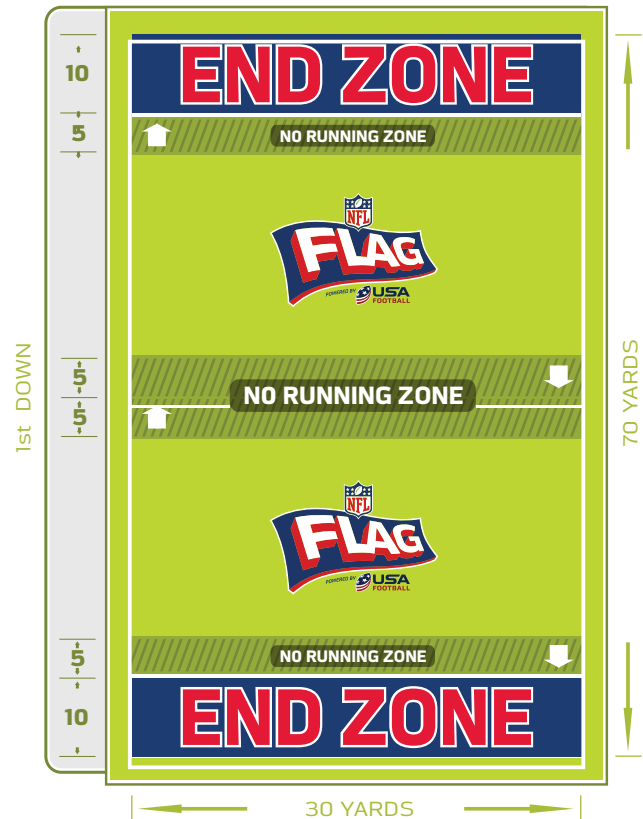 END ZONE
10
5
NO RUNNING ZONE
NFL
FLAG
POWERED BY USA
FOOTBALL
1st DOWN
5
5
NO RUNNING ZONE
70 YARDS
NFL
FLAG
POWERED BY USA
FOOTBALL
5
NO RUNNING ZONE
10
END ZONE
30 YARDS